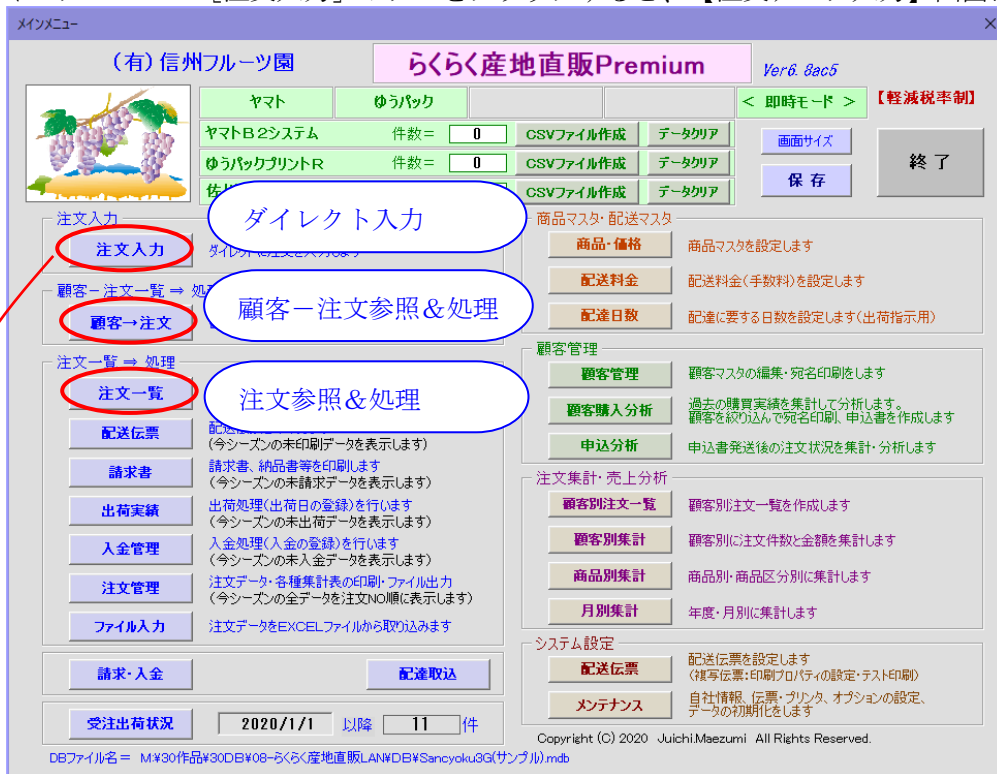 メインメニュー ×
(有)信州フルーツ園
らくらく産地直販Premium
Ver6. 8ac5
ヤマト ゆうパック < 即時モード > 【軽減税率制】
ヤマトB2システム 件数= 0 CSVファイル作成 データクリア
ゆうパックプリントR 件数= 0 CSVファイル作成 データクリア
CSVファイル作成 データクリア
画面サイズ
保存
終了
注文入力
注文入力
ダイレクト入力
顧客-注文一覧 ⇒
顧客→注文
顧客-注文参照&処理
注文一覧 ⇒ 処理
注文一覧
注文参照&処理
配送伝票
(今シーズンの未印刷データを表示します)
請求書 請求書、納品書等を印刷します
(今シーズンの未請求データを表示します)
出荷実績 出荷処理(出荷日の登録)を行います
(今シーズンの未出荷データを表示します)
入金管理 入金処理(入金の登録)を行います
(今シーズンの未入金データを表示します)
注文管理 注文データ・各種集計表の印刷・ファイル出力
(今シーズンの全データを注文NO順に表示します)
ファイル入力 注文データをEXCELファイルから取り込みます
請求・入金 配達取込
受注出荷状況 2020/1/1 以降 11 件
商品マスタ・配送マスタ
商品・価格 商品マスタを設定します
配送料金 配送料金(手数料)を設定します
配達日数 配達に要する日数を設定します(出荷指示用)
顧客管理
顧客管理 顧客マスタの編集・宛名印刷をします
顧客購入分析 過去の購買実績を集計して分析します。
顧客を絞り込んで宛名印刷、申込書を作成します
申込分析 申込書発送後の注文状況を集計・分析します
注文集計・売上分析
顧客別注文一覧 顧客別注文一覧を作成します
顧客別集計 顧客別に注文件数と金額を集計します
商品別集計 商品別・商品区分別に集計します
月別集計 年度・月別に集計します
システム設定
配送伝票 配送伝票を設定します
(複写伝票:印刷プロパティの設定・テスト印刷)
メンテナンス 自社情報、伝票・プリンタ、オプションの設定、
データの初期化をします
Copyright (C) 2020 Juichi.Maezumi All Rights Reserved.
DBファイル名= M:¥30作品¥30DB¥08-らくらく産地直販LAN¥DB¥Sancyoku3G(サンプル).mdb